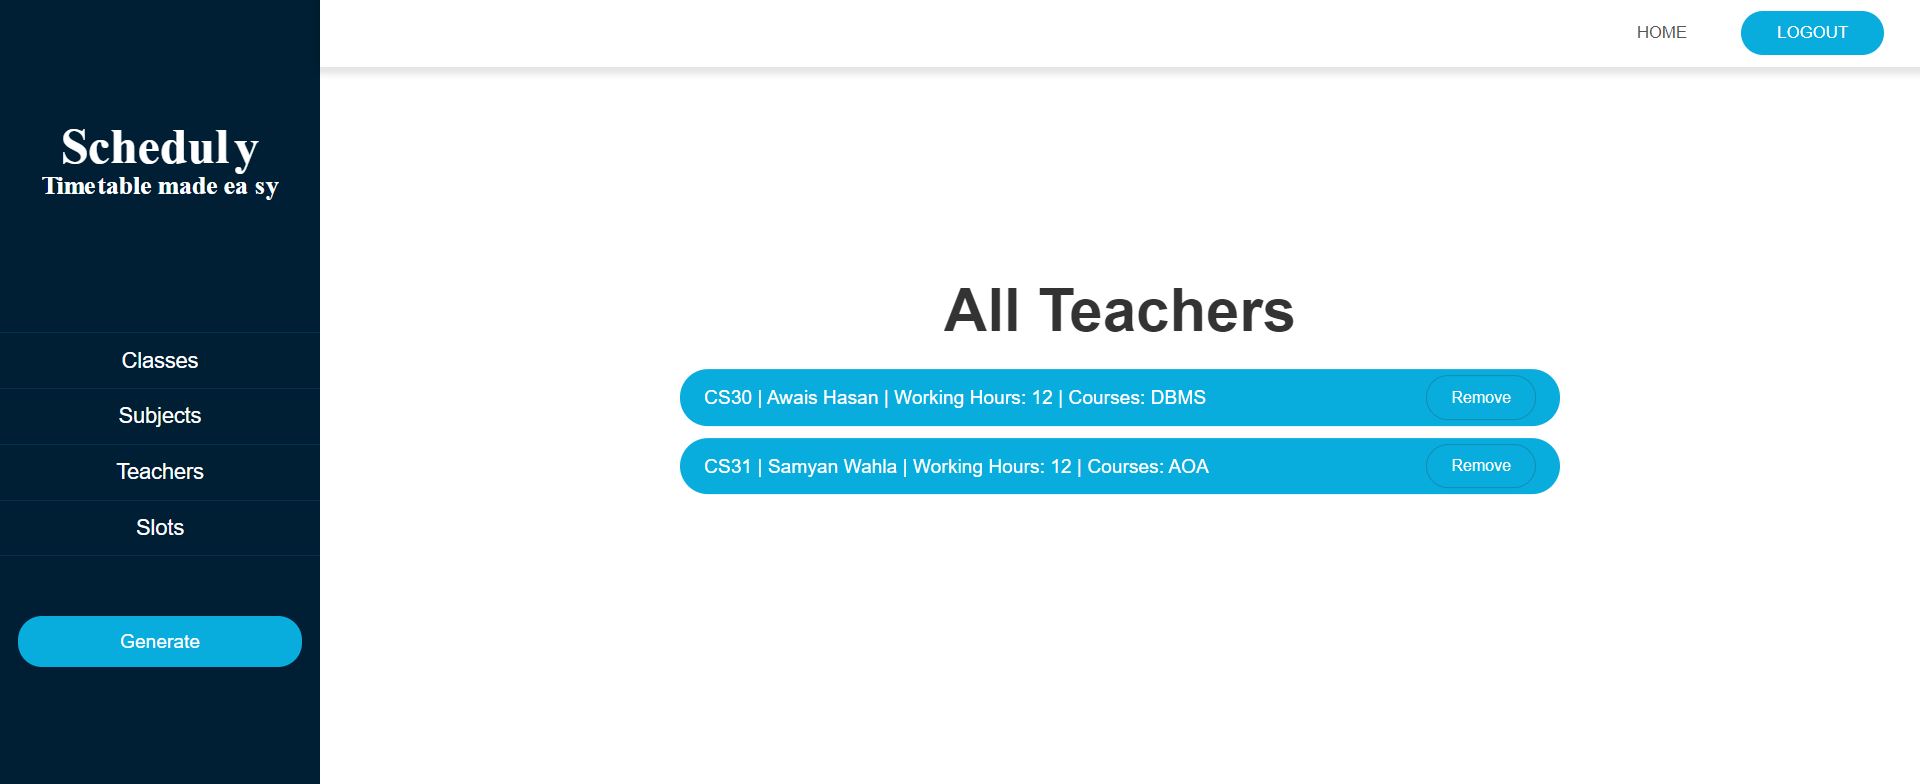 HOME
LOGOUT
Scheduly
Timetable made ea sy
Classes
Subjects
Teachers
Slots
Generate
All Teachers
CS30 | Awais Hasan | Working Hours: 12 | Courses: DBMS
Remove
CS31 | Samyan Wahla | Working Hours: 12 | Courses: AOA
Remove